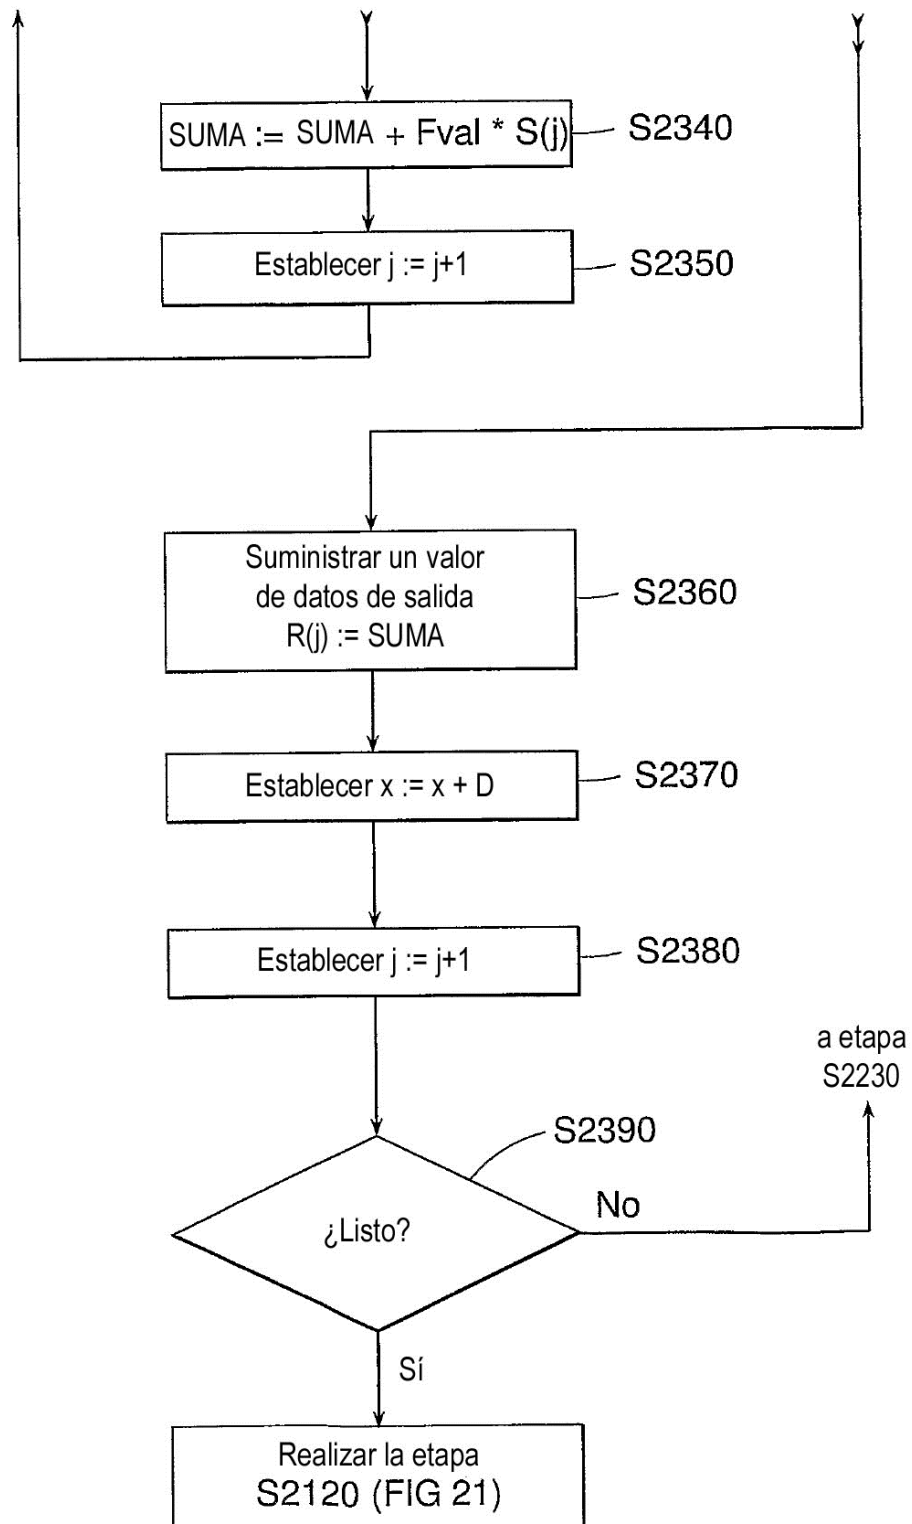 SUMA := SUMA + Fval * S(j)
S2340
Establecer j := j+1
S2350
Suministrar un valor
de datos de salida
R(j) := SUMA
S2360
Establecer x := x + D
S2370
Establecer j := j+1
S2380
a etapa
S2230
S2390
¿Listo?
No
Sí
Realizar la etapa
S2120 (FIG 21)